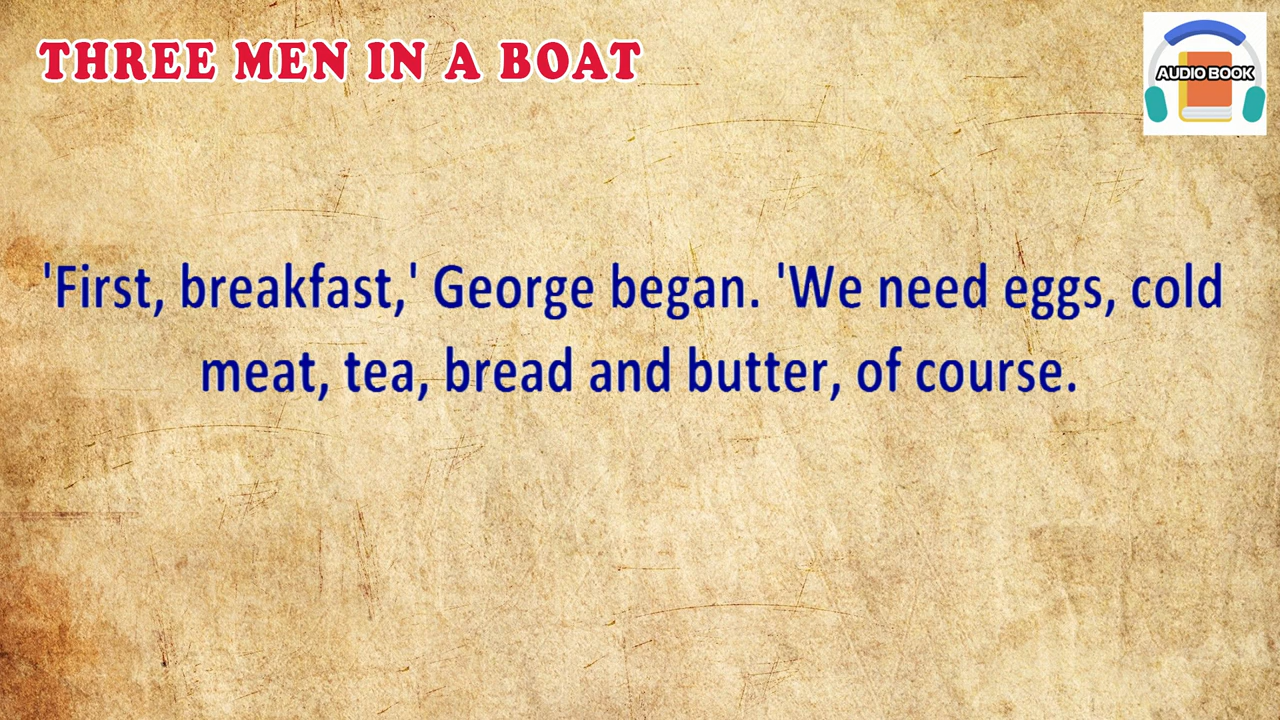 THREE MEN IN A BOAT
AUDIO BOOK
'First, breakfast,' George began. 'We need eggs, cold
meat, tea, bread and butter, of course.